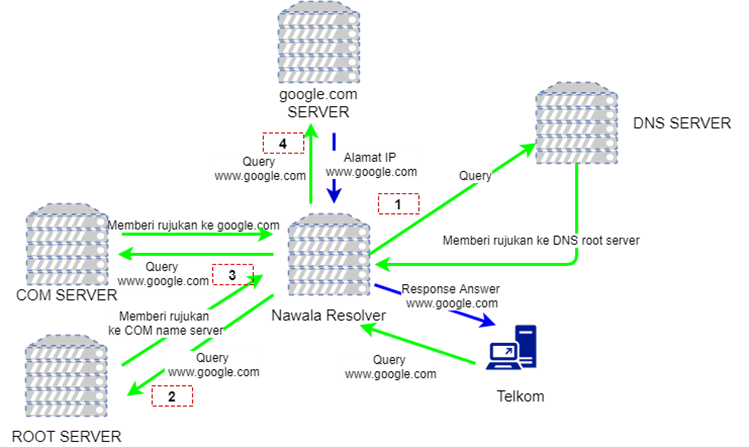 google.com
SERVER
4
Query
www.google.com
Alamat IP
www.google.com
DNS SERVER
1
Query
Memberi rujukan ke google.com
Memberi rujukan ke DNS root server
Query
www.google.com
3
COM SERVER
Nawala Resolver
Response Answer
www.google.com
Memberi rujukan
ke COM name server
Query
www.google.com
2
Query
www.google.com
Telkom
ROOT SERVER